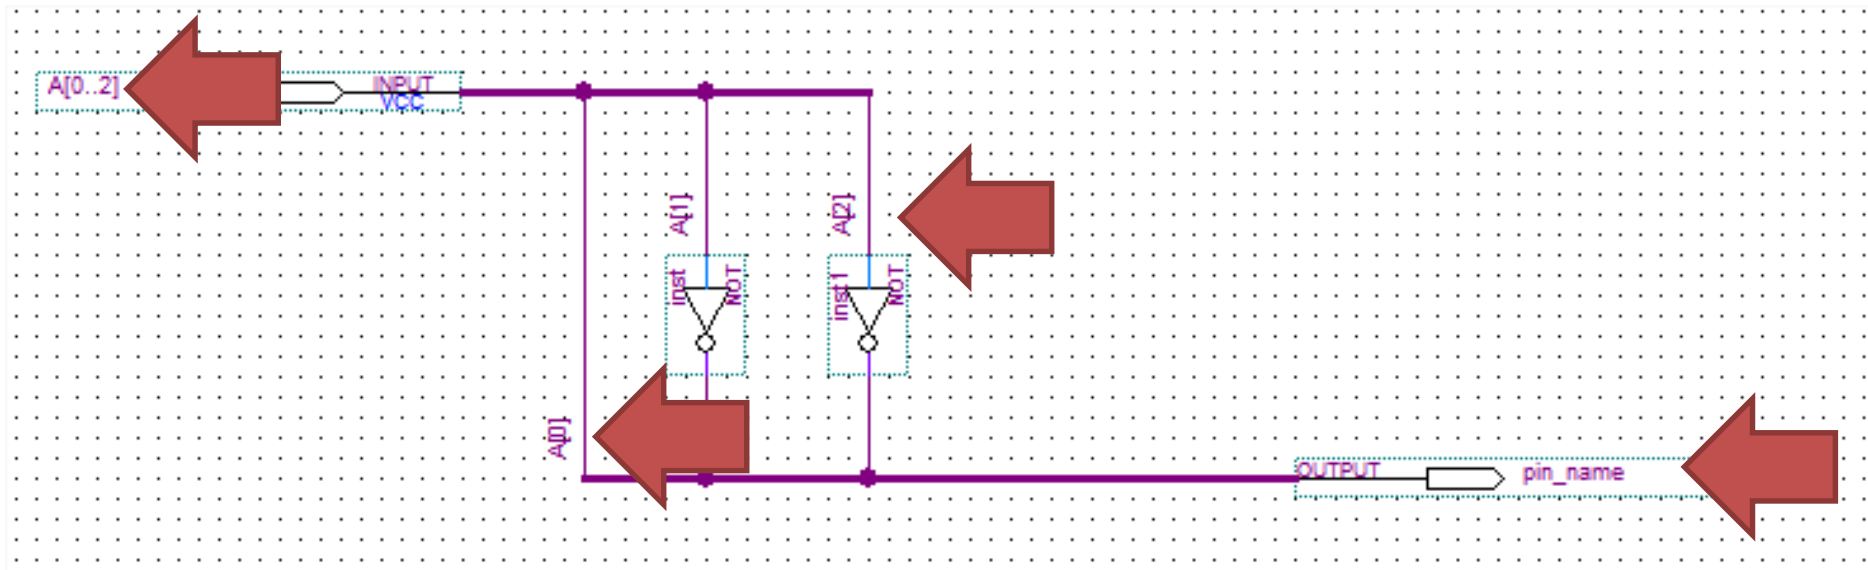 A[0..2]
INPUT
VCC
A[1]
A[2]
inst
NOT
inst1
NOT
A[0]
OUTPUT
pin_name